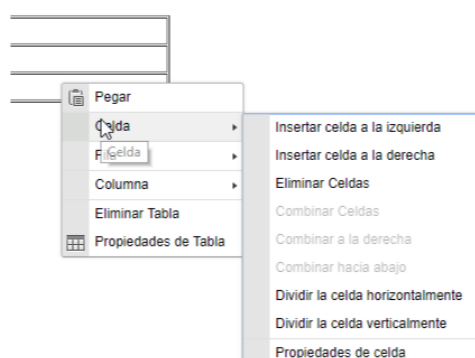 Pegar
Celda
Celda
Columna
Eliminar Tabla
Propiedades de Tabla
Insertar celda a la izquierda
Insertar celda a la derecha
Eliminar Celdas
Combinar Celdas
Combinar a la derecha
Combinar hacia abajo
Dividir la celda horizontalmente
Dividir la celda verticalmente
Propiedades de celda